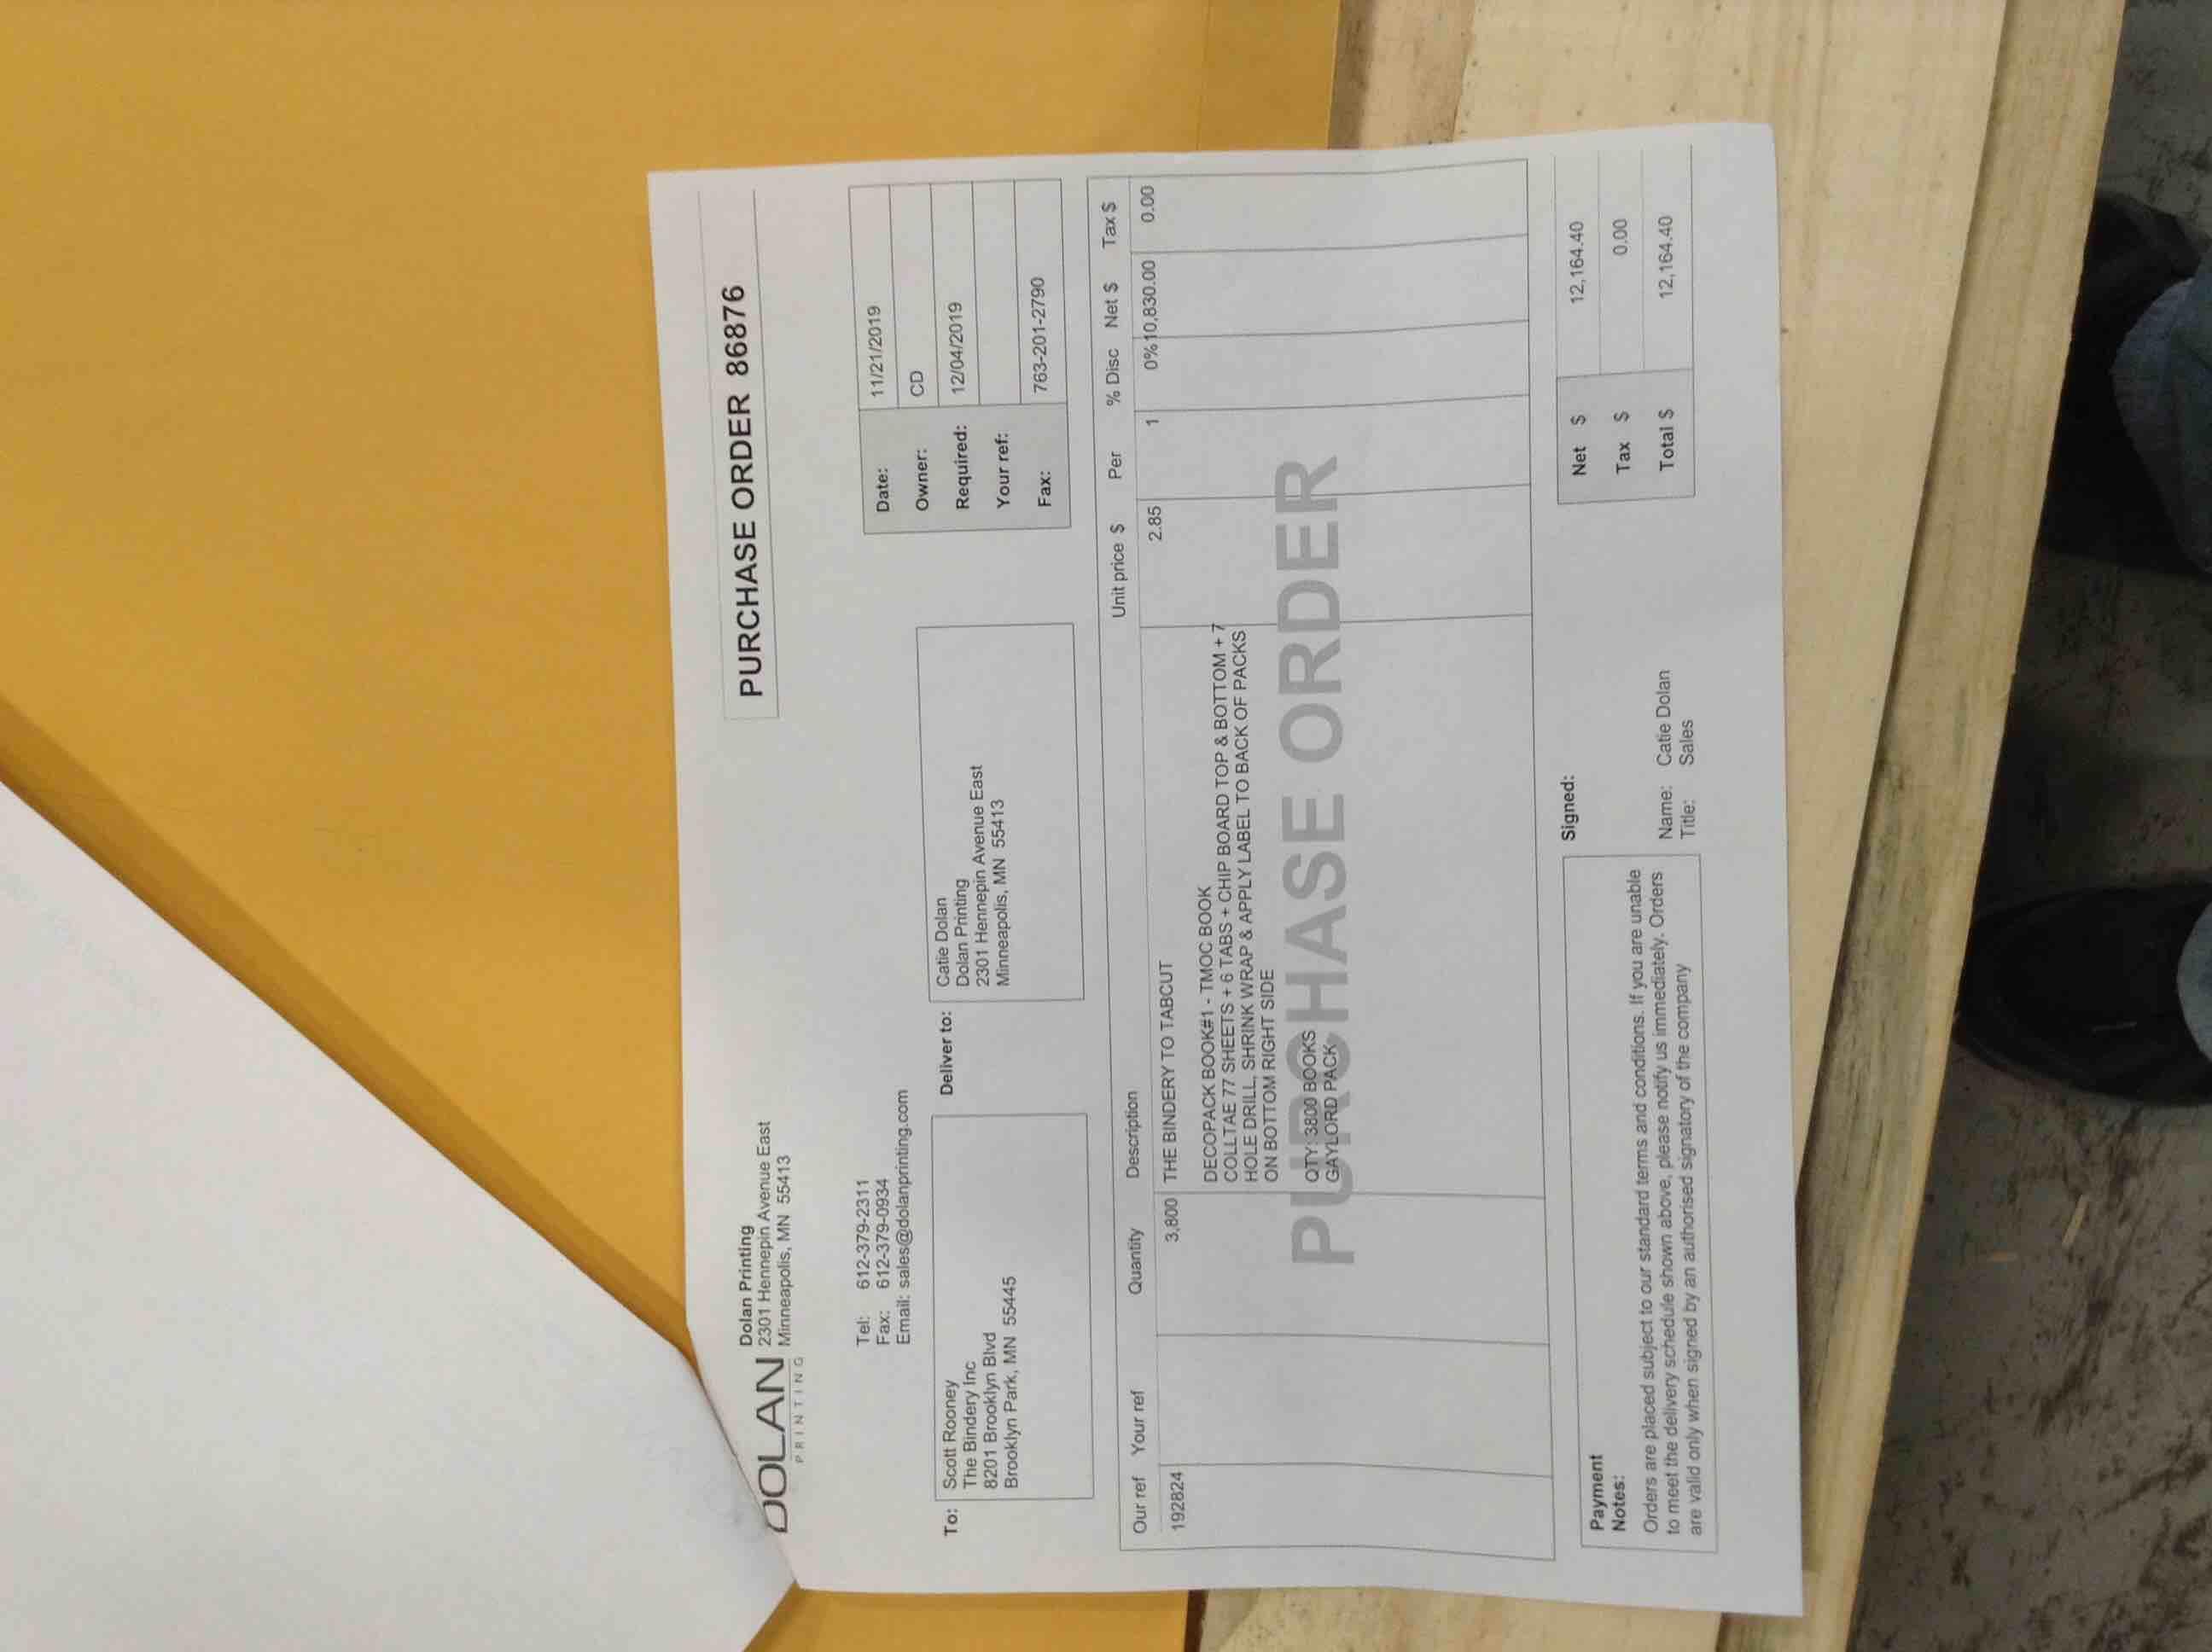 DOLAN
PRINTING
Dolan Printing
2301 Hennepin Avenue East
Minneapolis, MN 55413
PURCHASE ORDER 86876
Tel: 612-379-2311
Fax: 612-379-0934
Email: sales@dolanprinting.com
Date: 11/21/2019
Owner: CD
Required: 12/04/2019
Your ref:
Fax: 763-201-2790
To: Scott Rooney
The Bindery Inc
8201 Brooklyn Blvd
Brooklyn Park, MN 55445
Deliver to: Catie Dolan
Dolan Printing
2301 Hennepin Avenue East
Minneapolis, MN 55413
Our ref Your ref Quantity Description Unit price $ Per % Disc Net $ Tax $
192824 3,800 THE BINDERY TO TABCUT 2.85 1 0% 10,830.00 0.00
DECOPACK BOOK#1 - TMOC BOOK
COLLTAE 77 SHEETS + 6 TABS + CHIP BOARD TOP & BOTTOM + 7
HOLE DRILL, SHRINK WRAP & APPLY LABEL TO BACK OF PACKS
ON BOTTOM RIGHT SIDE
QTY: 3800 BOOKS
GAYLORD PACK
PURCHASE ORDER
Payment
Notes:
Orders are placed subject to our standard terms and conditions. If you are unable
to meet the delivery schedule shown above, please notify us immediately. Orders
are valid only when signed by an authorised signatory of the company
Signed:
Name: Catie Dolan
Title: Sales
Net $ 12,164.40
Tax $ 0.00
Total $ 12,164.40